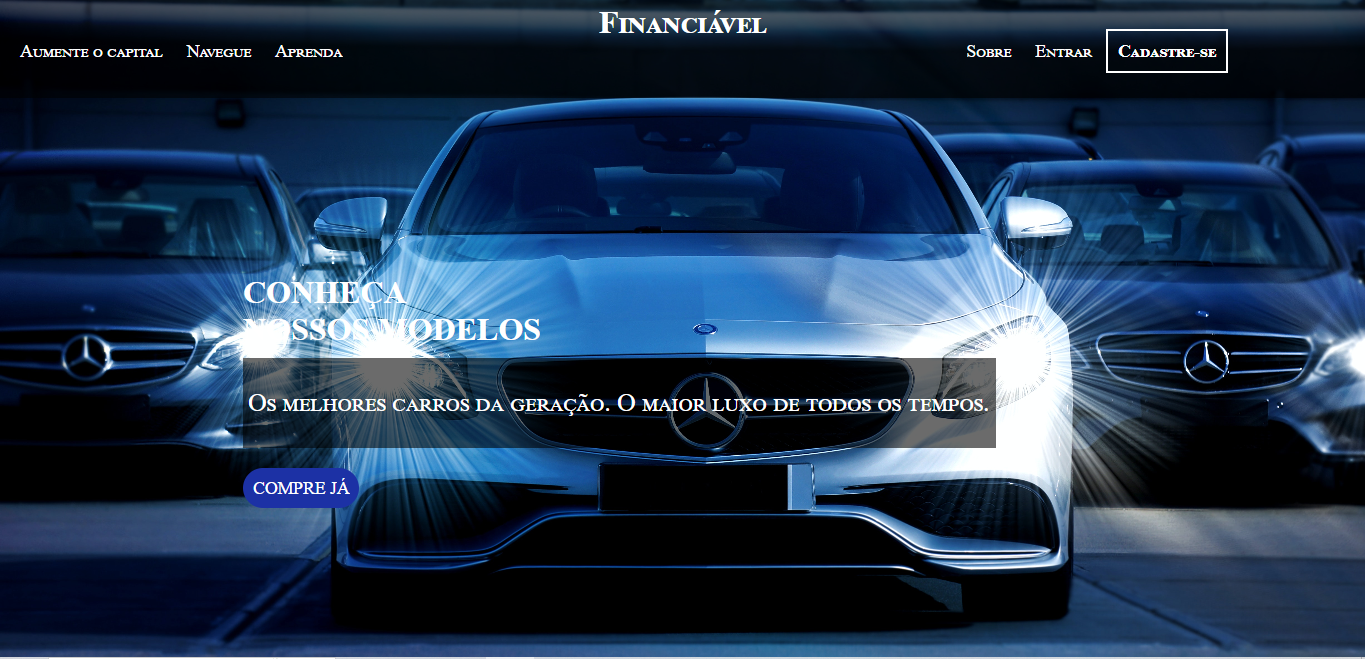 Financiável
Aumente o capital Navegue Aprenda Sobre Entrar Cadastre-se
CONHEÇA
NOSSOS MODELOS
Os melhores carros da geração. O maior luxo de todos os tempos.
COMPRE JÁ